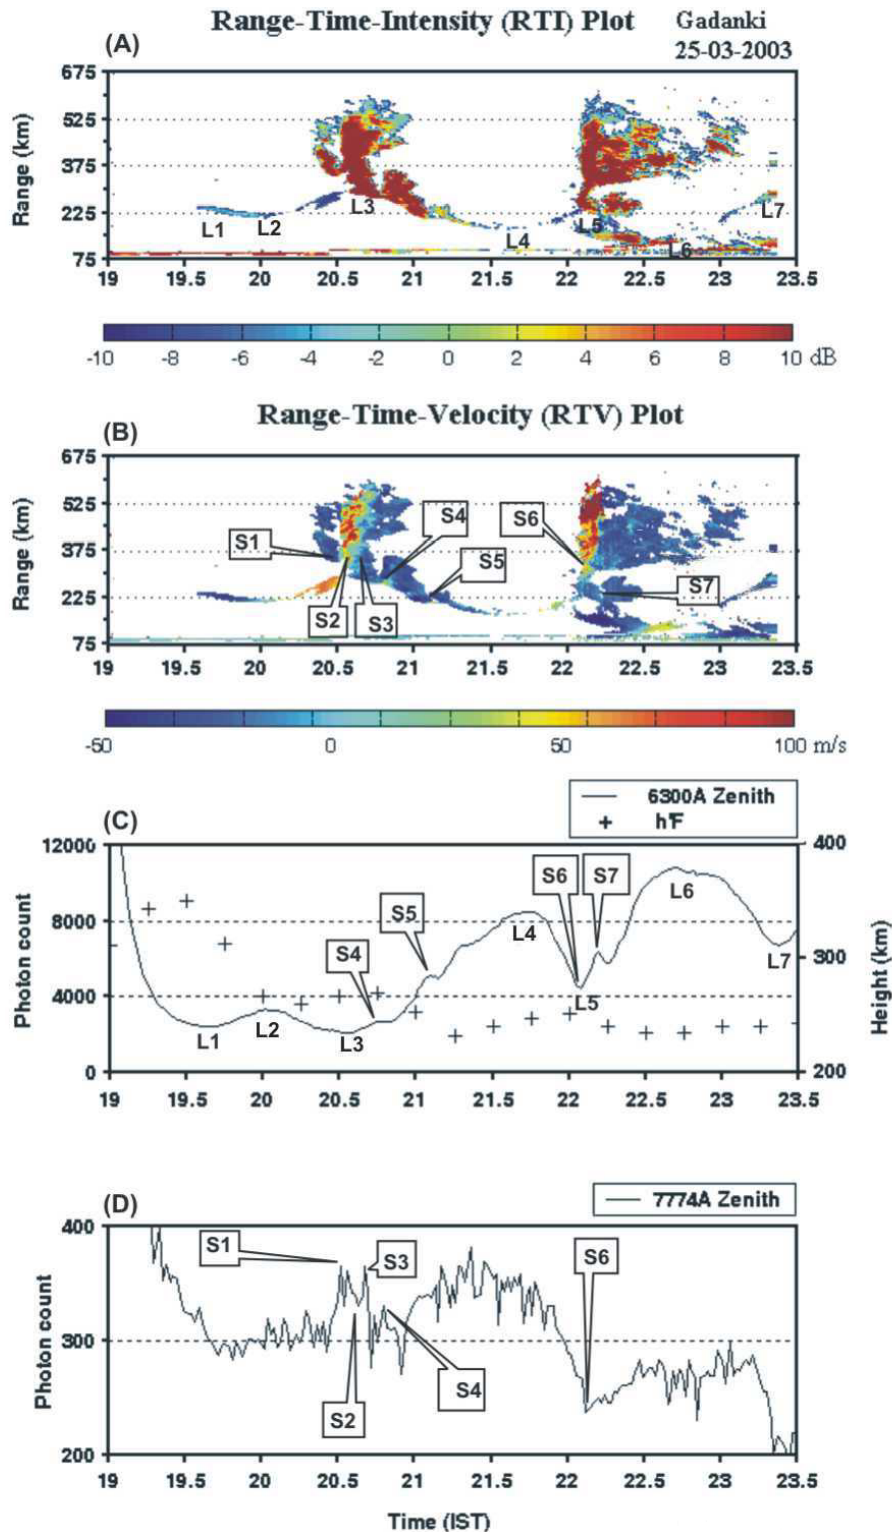 Range-Time-Intensity (RTI) Plot
Gadanki
25-03-2003
(A)
Range (km)
675
525
375
225
75
L1
L2
L3
L4
L5
L6
L7
19 19.5 20 20.5 21 21.5 22 22.5 23 23.5
-10 -8 -6 -4 -2 0 2 4 6 8 10 dB
Range-Time-Velocity (RTV) Plot
(B)
Range (km)
675
525
375
225
75
S1
S2
S3
S4
S5
S6
S7
19 19.5 20 20.5 21 21.5 22 22.5 23 23.5
-50 0 50 100 m/s
(C)
6300A Zenith
+ h'F
Photon count
12000
8000
4000
0
400
300
200
Height (km)
S4
S5
S6
S7
L1
L2
L3
L4
L5
L6
L7
19 19.5 20 20.5 21 21.5 22 22.5 23 23.5
(D)
7774A Zenith
Photon count
400
300
200
S1
S3
S2
S4
S6
19 19.5 20 20.5 21 21.5 22 22.5 23 23.5
Time (IST)